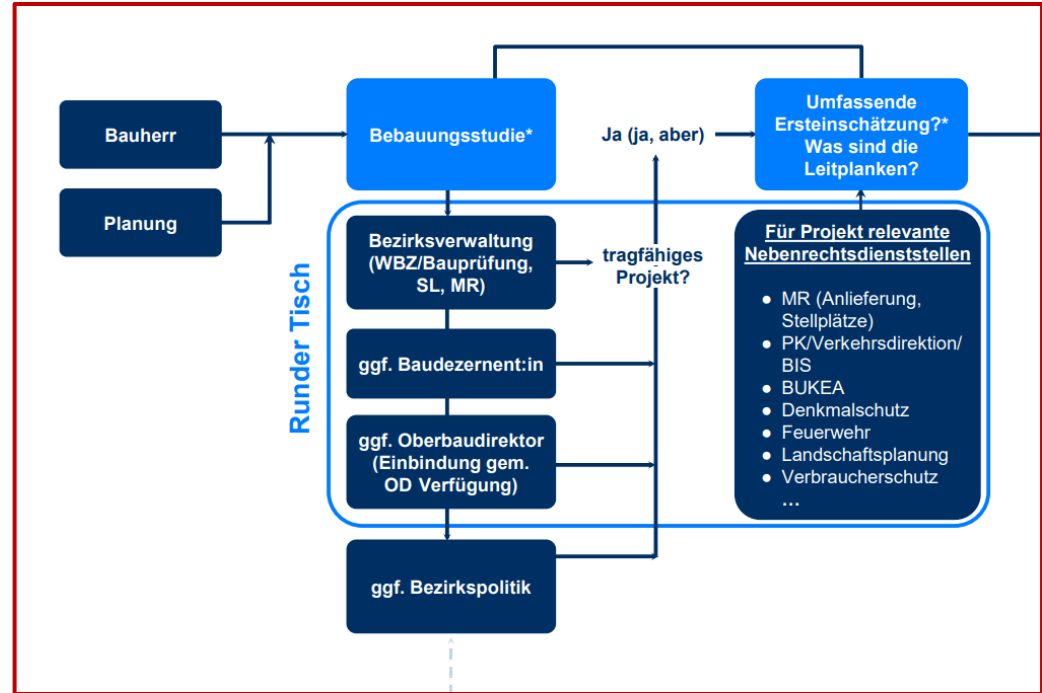 Bauherr
Planung
Bebauungsstudie*
Ja (ja, aber)
Umfassende
Ersteinschätzung?*
Was sind die
Leitplanken?
Runder Tisch
Bezirksverwaltung
(WBZ/Bauprüfung,
SL, MR)
tragfähiges
Projekt?
ggf. Baudezernent:in
ggf. Oberbaudirektor
(Einbindung gem.
OD Verfügung)
ggf. Bezirkspolitik
Für Projekt relevante
Nebenrechtsdienststellen
● MR (Anlieferung,
Stellplätze)
● PK/Verkehrsdirektion/
BIS
● BUKEA
● Denkmalschutz
● Feuerwehr
● Landschaftsplanung
● Verbraucherschutz
…